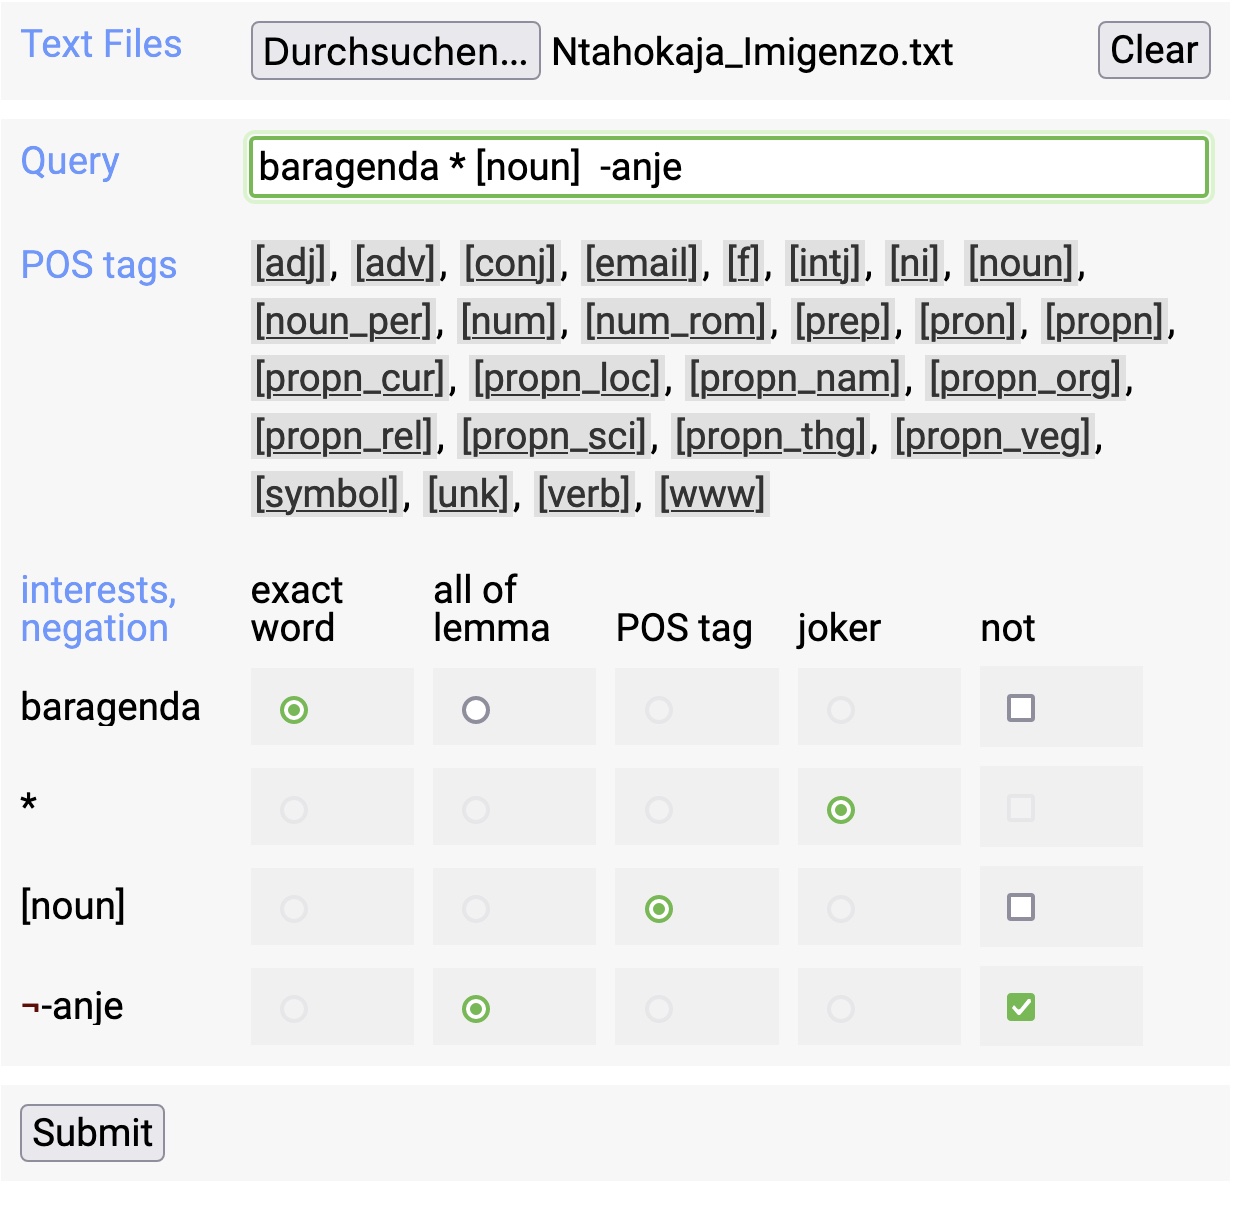 Text Files Durchsuchen... Ntahokaja_Imigenzo.txt Clear
Query baragenda * [noun]  -anje
POS tags [adj], [adv], [conj], [email], [f], [intj], [ni], [noun],
[noun_per], [num], [num_rom], [prep], [pron], [propn],
[propn_cur], [propn_loc], [propn_nam], [propn_org],
[propn_rel], [propn_sci], [propn_thg], [propn_veg],
[symbol], [unk], [verb], [www]
interests, exact all of
negation word lemma POS tag joker not
baragenda
*
[noun]
¬-anje
Submit